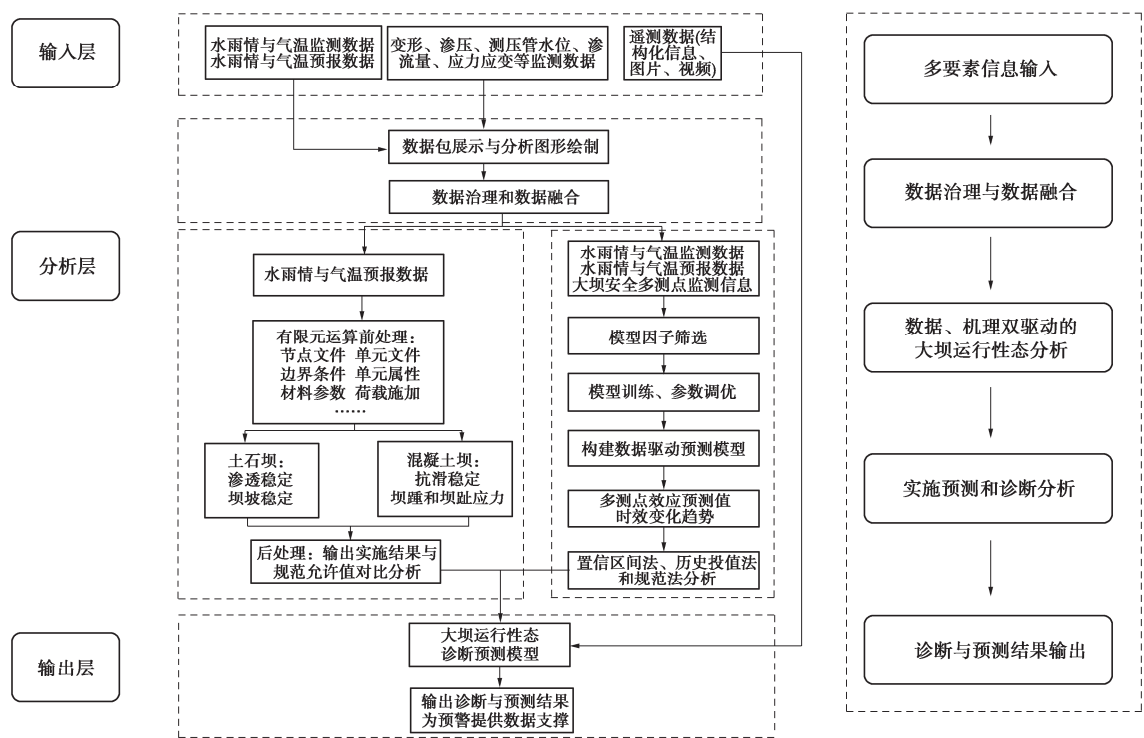 输入层
水雨情与气温监测数据
水雨情与气温预报数据
变形、渗压、测压管水位、渗
流量、应力应变等监测数据
遥测数据(结
构化信息、
图片、视频)
数据包展示与分析图形绘制
数据治理和数据融合
分析层
水雨情与气温预报数据
有限元运算前处理：
节点文件 单元文件
边界条件 单元属性
材料参数 荷载施加
……
土石坝：
渗透稳定
坝坡稳定
混凝土坝：
抗滑稳定
坝踵和坝趾应力
后处理：输出实施结果与
规范允许值对比分析
水雨情与气温监测数据
水雨情与气温预报数据
大坝安全多测点监测信息
模型因子筛选
模型训练、参数调优
构建数据驱动预测模型
多测点效应预测值
时效变化趋势
置信区间法、历史投值法
和规范法分析
输出层
大坝运行性态
诊断预测模型
输出诊断与预测结果
为预警提供数据支撑
多要素信息输入
数据治理与数据融合
数据、机理双驱动的
大坝运行性态分析
实施预测和诊断分析
诊断与预测结果输出